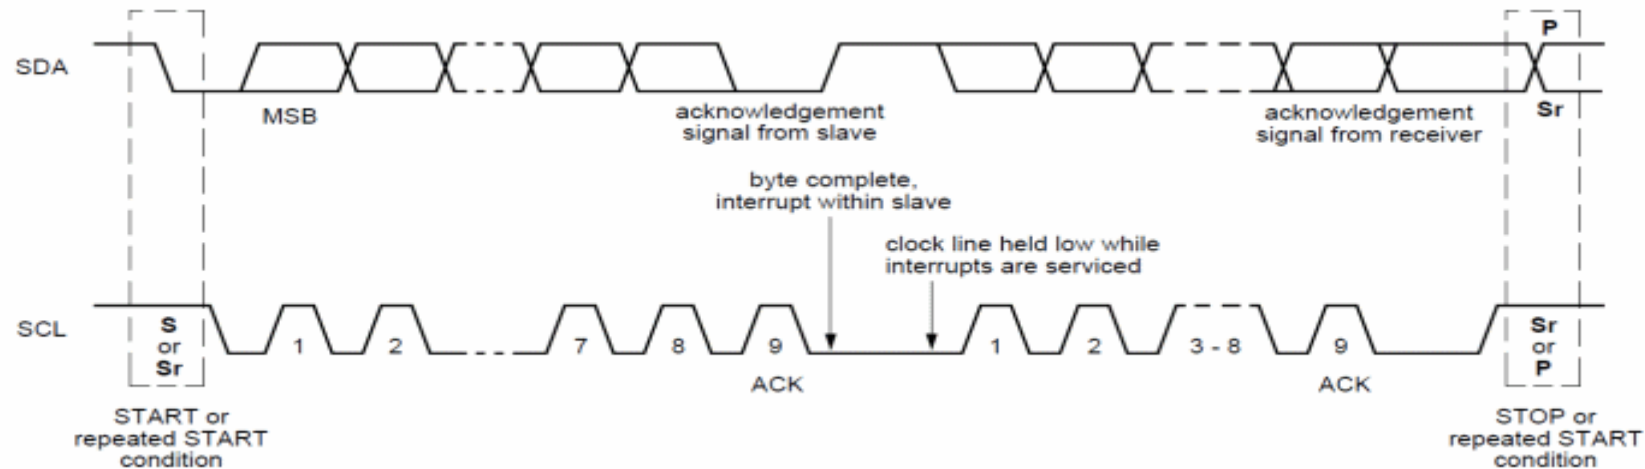 P
SDA
MSB
acknowledgement
signal from slave
acknowledgement
signal from receiver
Sr
byte complete,
interrupt within slave
clock line held low while
interrupts are serviced
SCL
S
or
Sr
1
2
7
8
9
1
2
3 - 8
9
Sr
or
P
ACK
ACK
START or
repeated START
condition
STOP or
repeated START
condition